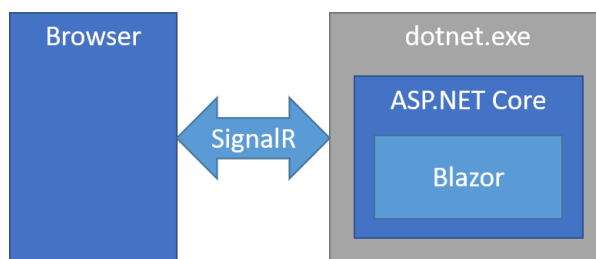 Browser
dotnet.exe
ASP.NET Core
SignalR
Blazor